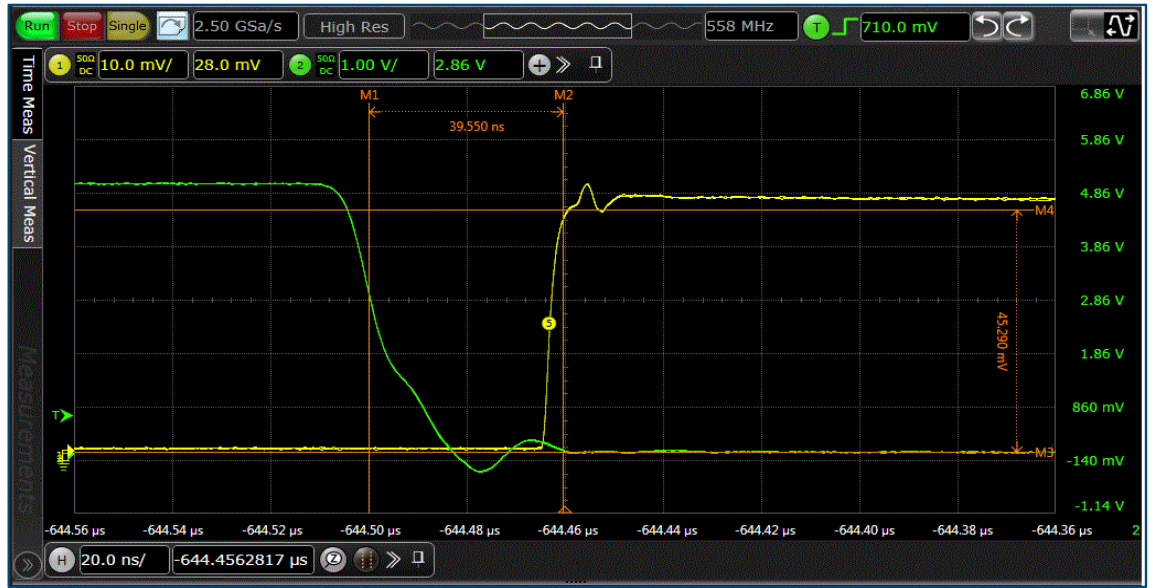 Run Stop Single 2.50 GSa/s High Res 558 MHz T 710.0 mV
1 50Ω DC 10.0 mV/ 28.0 mV 2 50Ω DC 1.00 V/ 2.86 V
Time Meas
Vertical Meas
Measurements
M1 M2
39.550 ns
6.86 V
5.86 V
4.86 V
M4
3.86 V
2.86 V
5
45.290 mV
1.86 V
T
860 mV
M3
-140 mV
-1.14 V
-644.56 µs -644.54 µs -644.52 µs -644.50 µs -644.48 µs -644.46 µs -644.44 µs -644.42 µs -644.40 µs -644.38 µs -644.36 µs 2
H 20.0 ns/ -644.4562817 µs Z